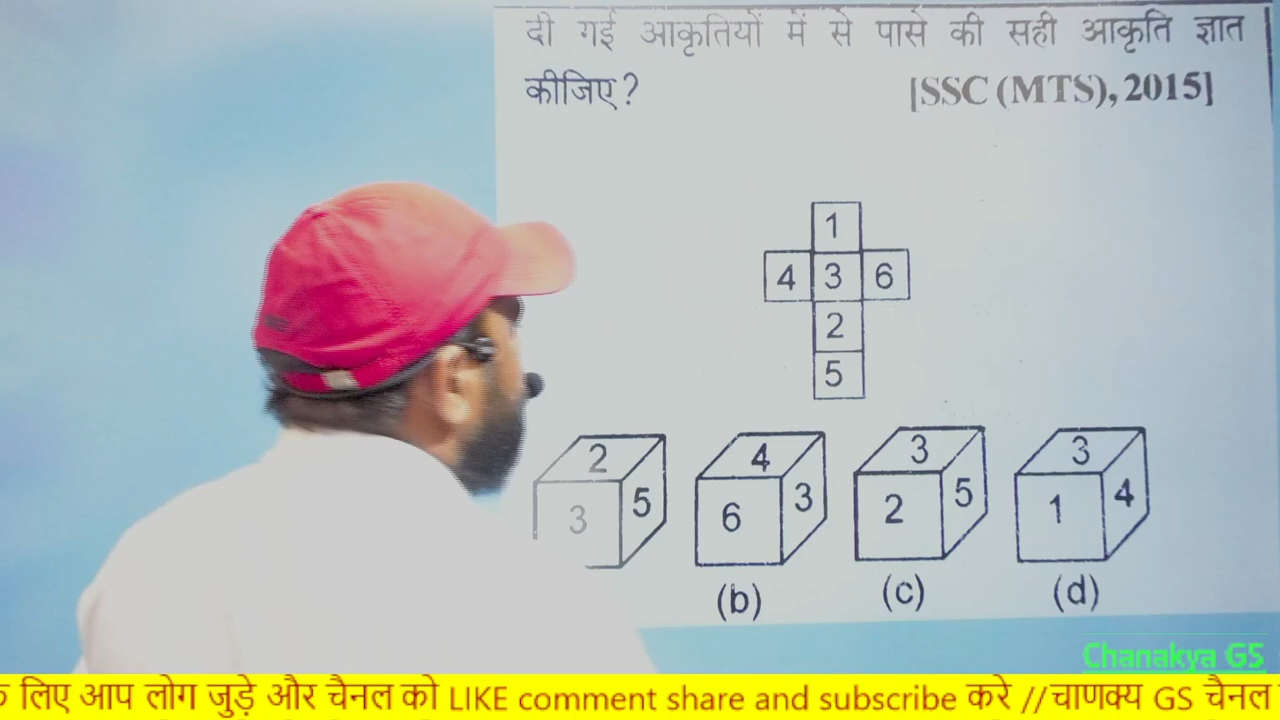 दी गई आकृतियों में से पासे की सही आकृति ज्ञात
कीजिए? [SSC (MTS), 2015]
1
4 3 6
2
5
2 3 5
4 6 3
3 2 5
3 1 4
(b) (c) (d)
Chanakya GS
के लिए आप लोग जुड़े और चैनल को LIKE comment share and subscribe करे //चाणक्य GS चैनल